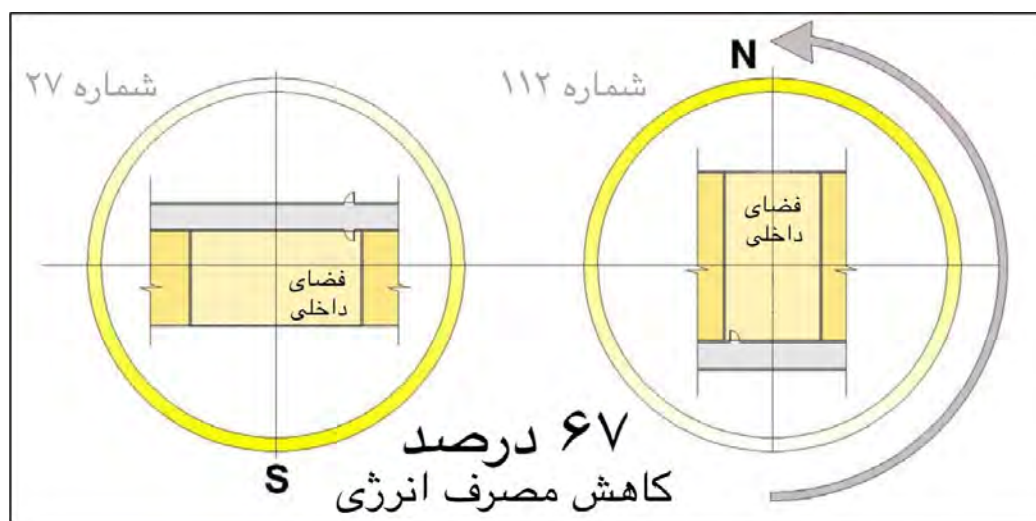 شماره ۲۷
شماره ۱۱۲
N
فضای
داخلی
فضای
داخلی
S
۶۷ درصد
کاهش مصرف انرژی